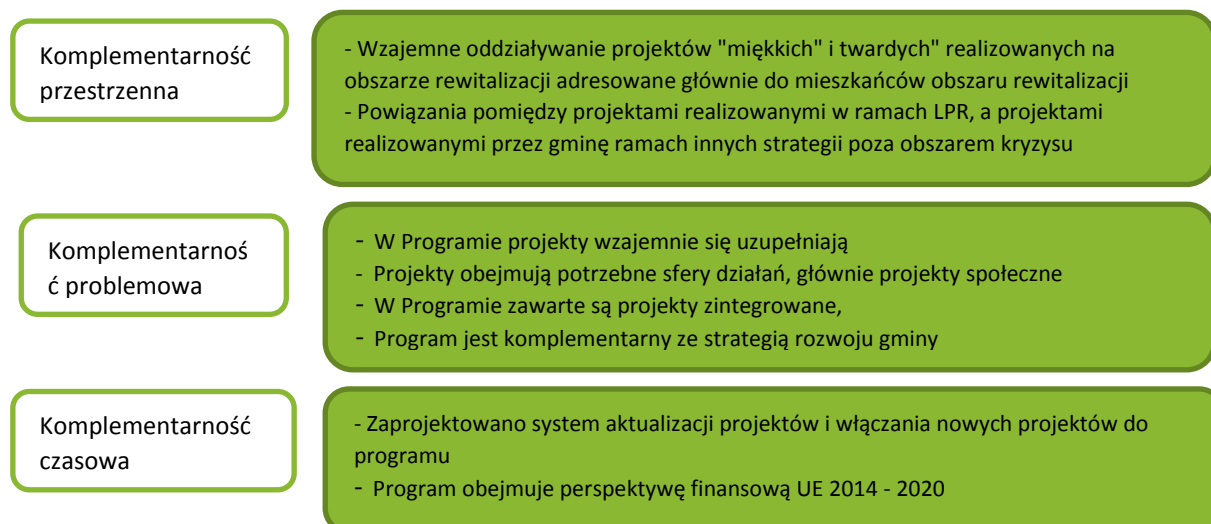 Komplementarność
przestrzenna
- Wzajemne oddziaływanie projektów "miękkich" i twardych" realizowanych na
obszarze rewitalizacji adresowane głównie do mieszkańców obszaru rewitalizacji
- Powiązania pomiędzy projektami realizowanymi w ramach LPR, a projektami
realizowanymi przez gminę ramach innych strategii poza obszarem kryzysu
Komplementarnoś
ć problemowa
- W Programie projekty wzajemnie się uzupełniają
- Projekty obejmują potrzebne sfery działań, głównie projekty społeczne
- W Programie zawarte są projekty zintegrowane,
- Program jest komplementarny ze strategią rozwoju gminy
Komplementarność
czasowa
- Zaprojektowano system aktualizacji projektów i włączania nowych projektów do
programu
- Program obejmuje perspektywę finansową UE 2014 - 2020